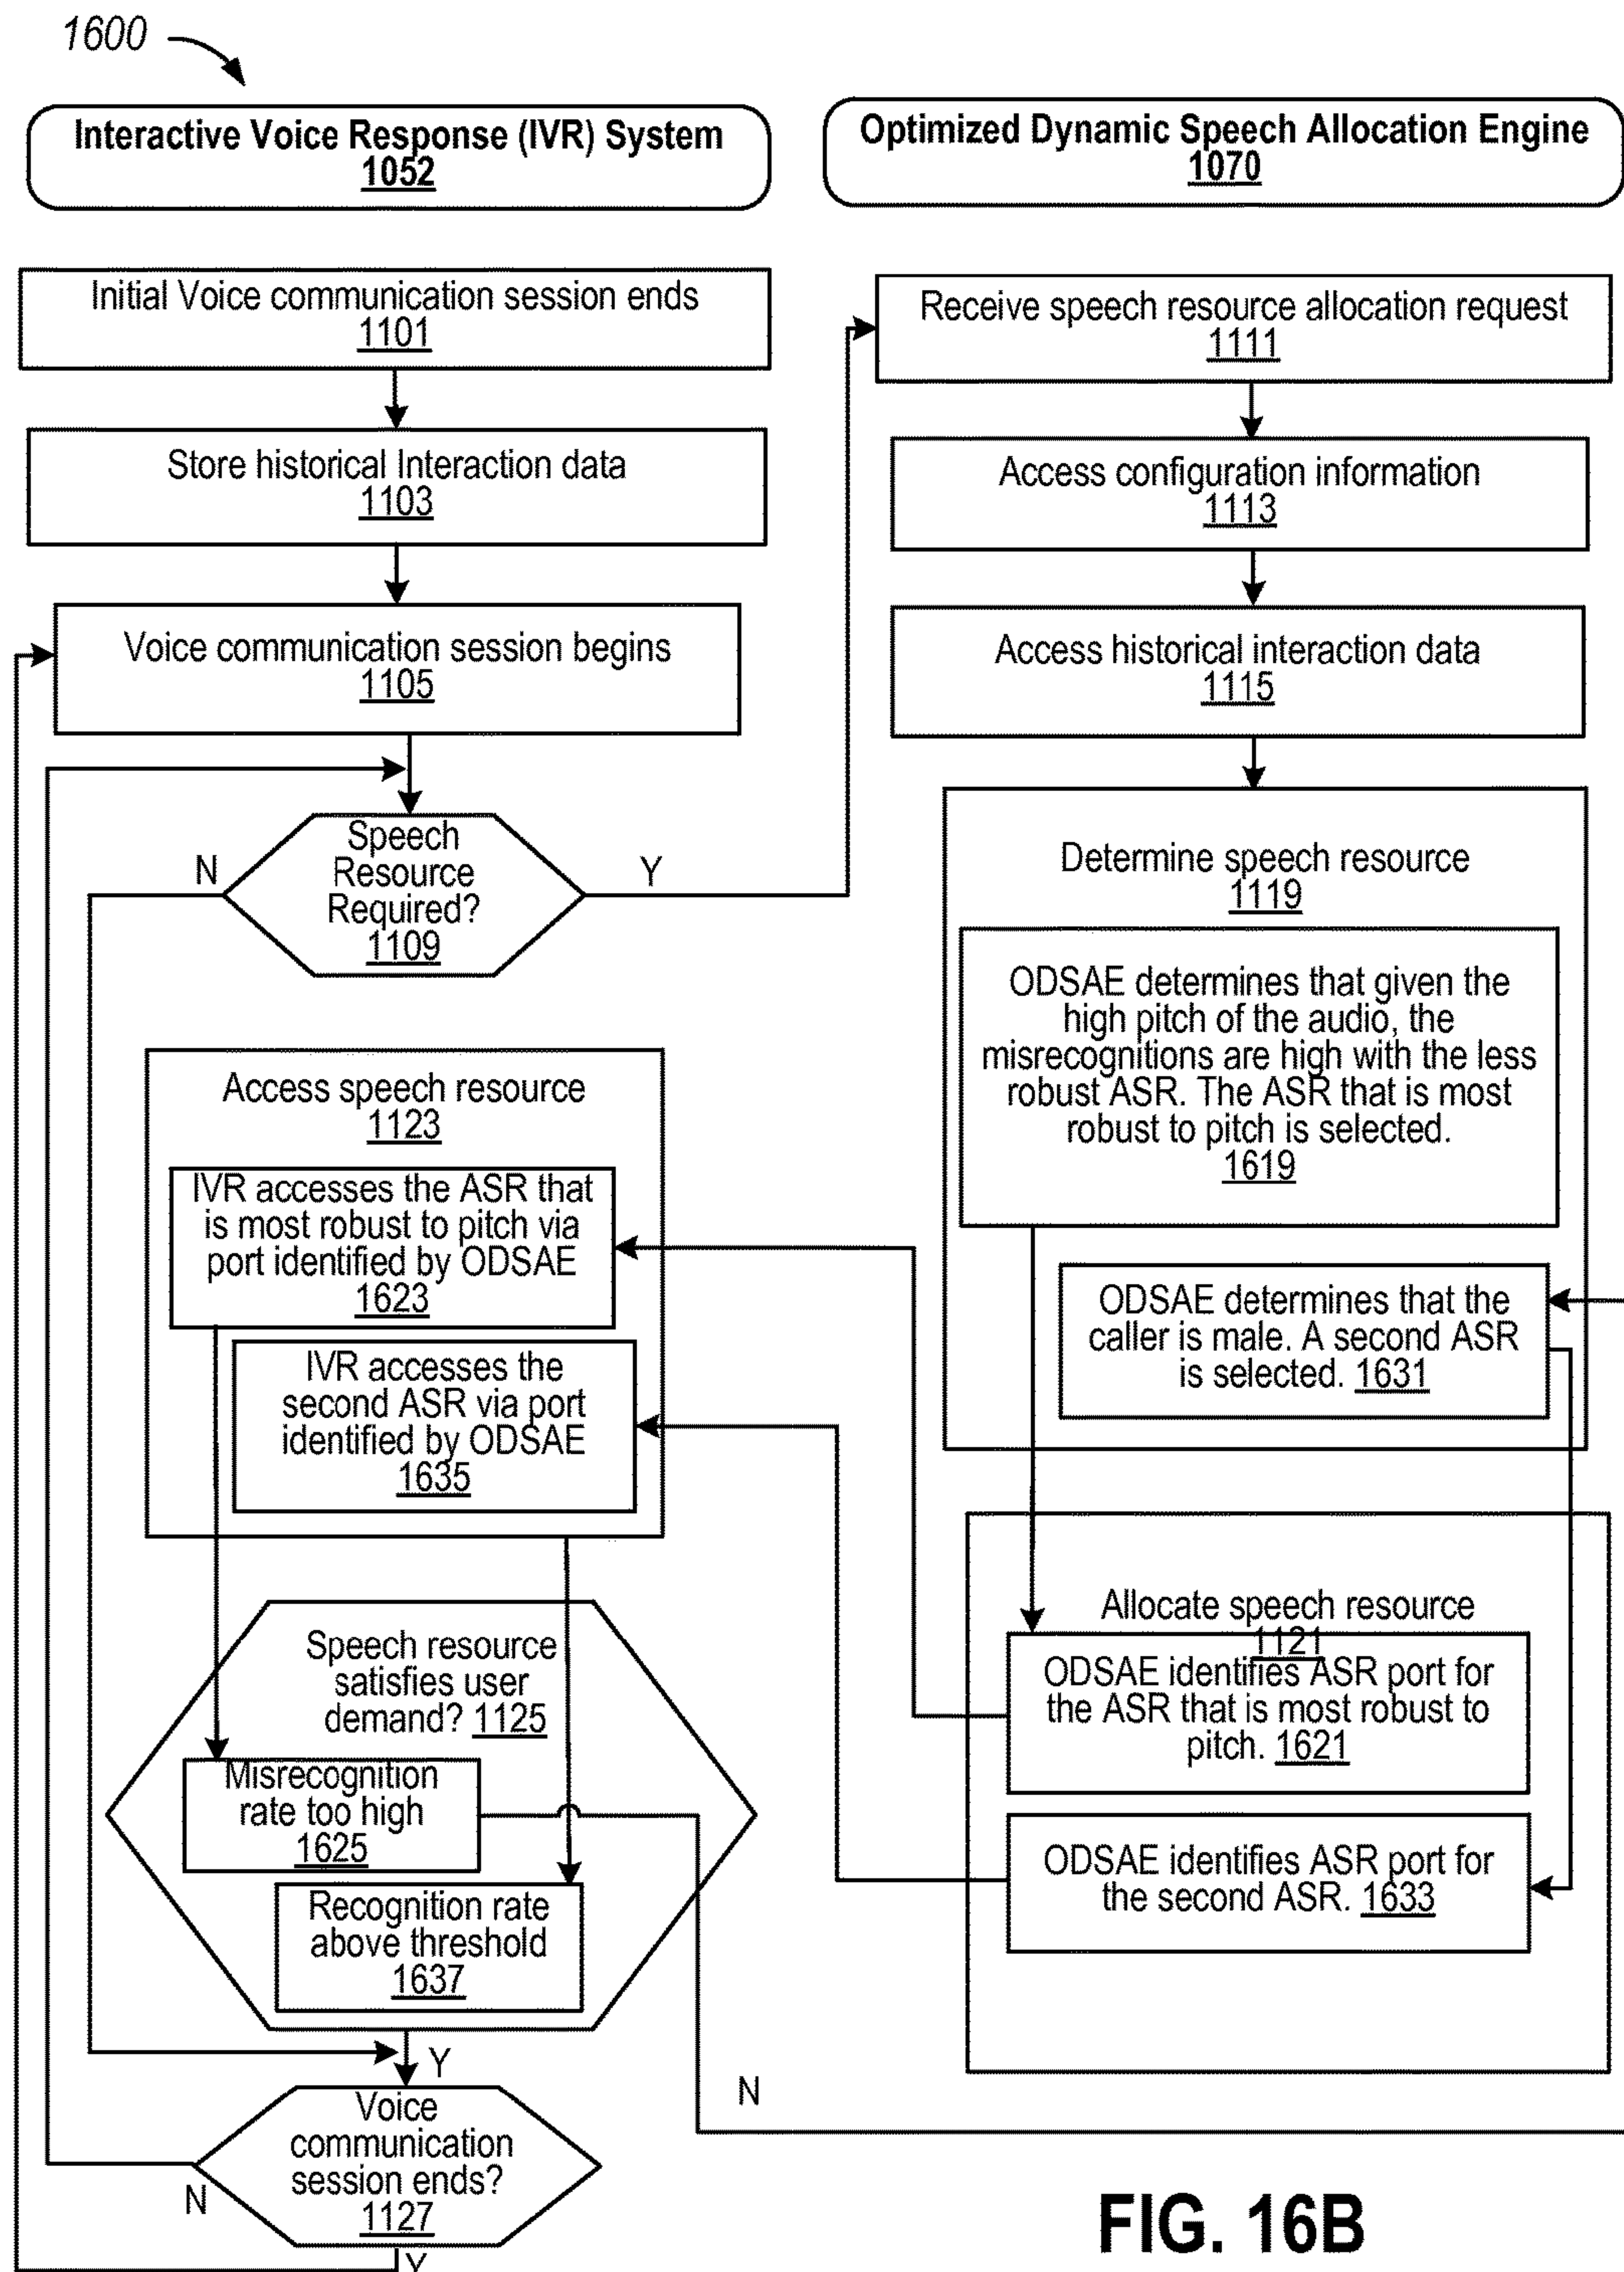 1600
Interactive Voice Response (IVR) System
1052
Initial Voice communication session ends
1101
Store historical Interaction data
1103
Voice communication session begins
1105
Speech
Resource
Required?
1109
N
Y
Access speech resource
1123
IVR accesses the ASR that
is most robust to pitch via
port identified by ODSAE
1623
IVR accesses the
second ASR via port
identified by ODSAE
1635
Speech resource
satisfies user
demand? 1125
Misrecognition
rate too high
1625
Recognition rate
above threshold
1637
Y
N
Voice
communication
session ends?
1127
N
Y
Optimized Dynamic Speech Allocation Engine
1070
Receive speech resource allocation request
1111
Access configuration information
1113
Access historical interaction data
1115
Determine speech resource
1119
ODSAE determines that given the
high pitch of the audio, the
misrecognitions are high with the less
robust ASR. The ASR that is most
robust to pitch is selected.
1619
ODSAE determines that the
caller is male. A second ASR
is selected. 1631
Allocate speech resource
1121
ODSAE identifies ASR port for
the ASR that is most robust to
pitch. 1621
ODSAE identifies ASR port for
the second ASR. 1633
FIG. 16B